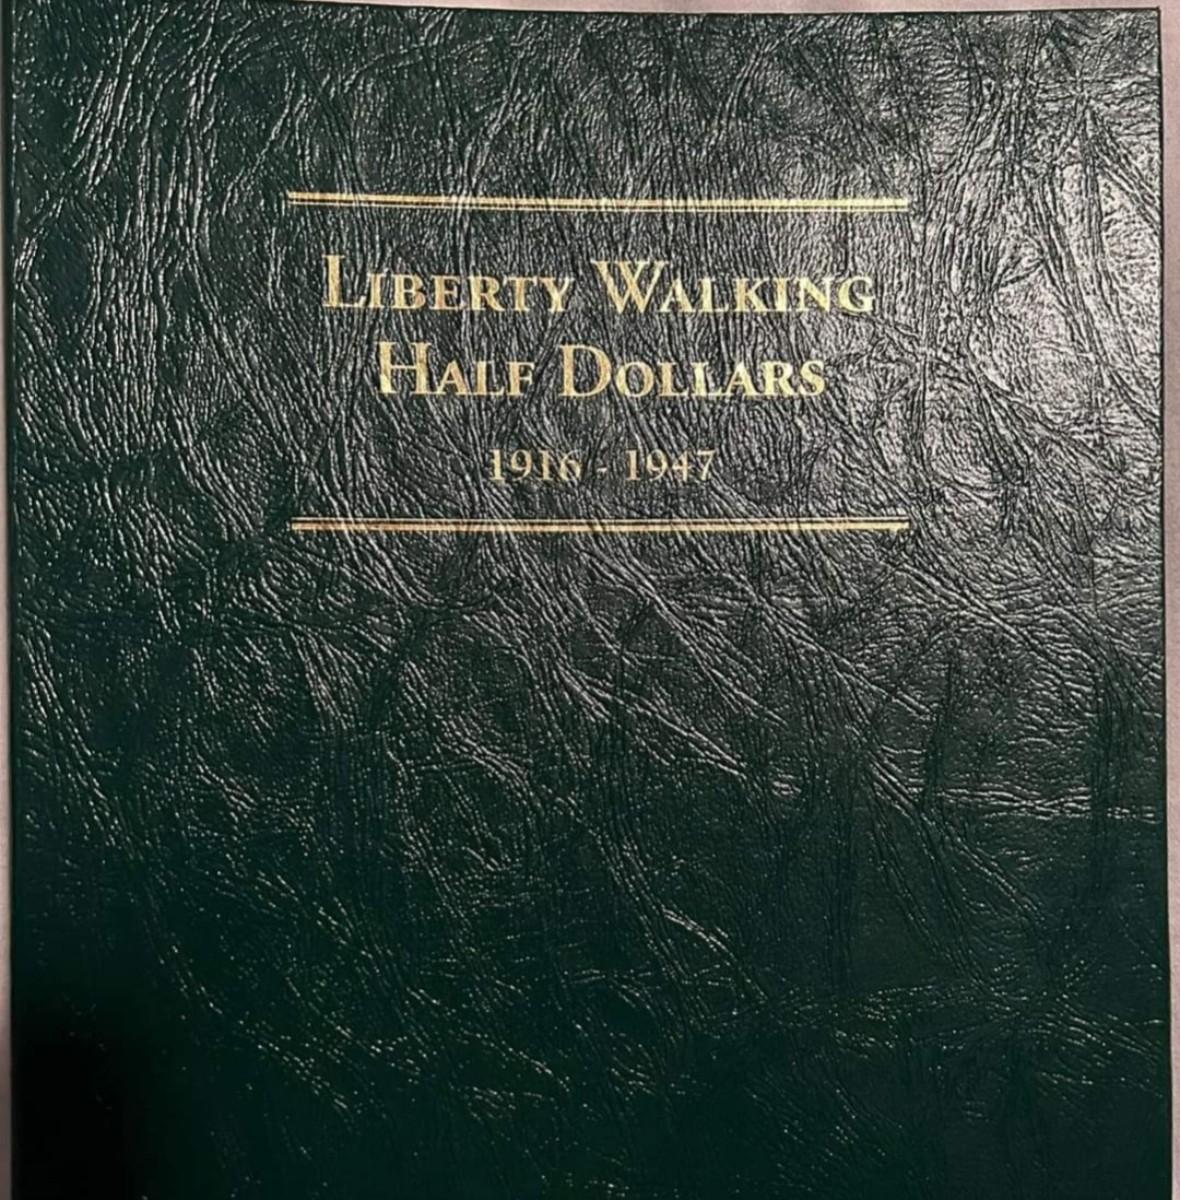 LIBERTY WALKING
HALF DOLLARS
1916 - 1947